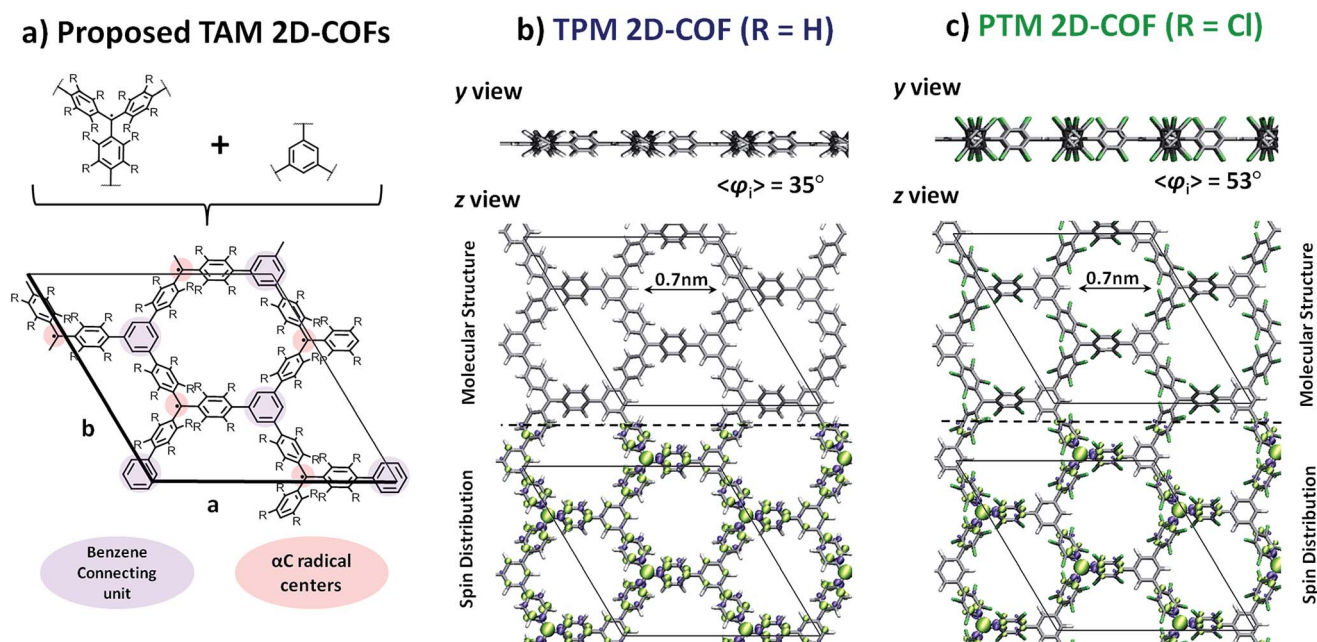 a) Proposed TAM 2D-COFs
R R R R
R R R R
R R
R R
+
R R
R R
R R
R R
R R
R R
R R
R R
R R
R R
R R
b
a
Benzene
Connecting
unit
αC radical
centers
b) TPM 2D-COF (R = H)
y view
<φi> = 35°
z view
Molecular Structure
0.7nm
Spin Distribution
c) PTM 2D-COF (R = Cl)
y view
<φi> = 53°
z view
Molecular Structure
0.7nm
Spin Distribution